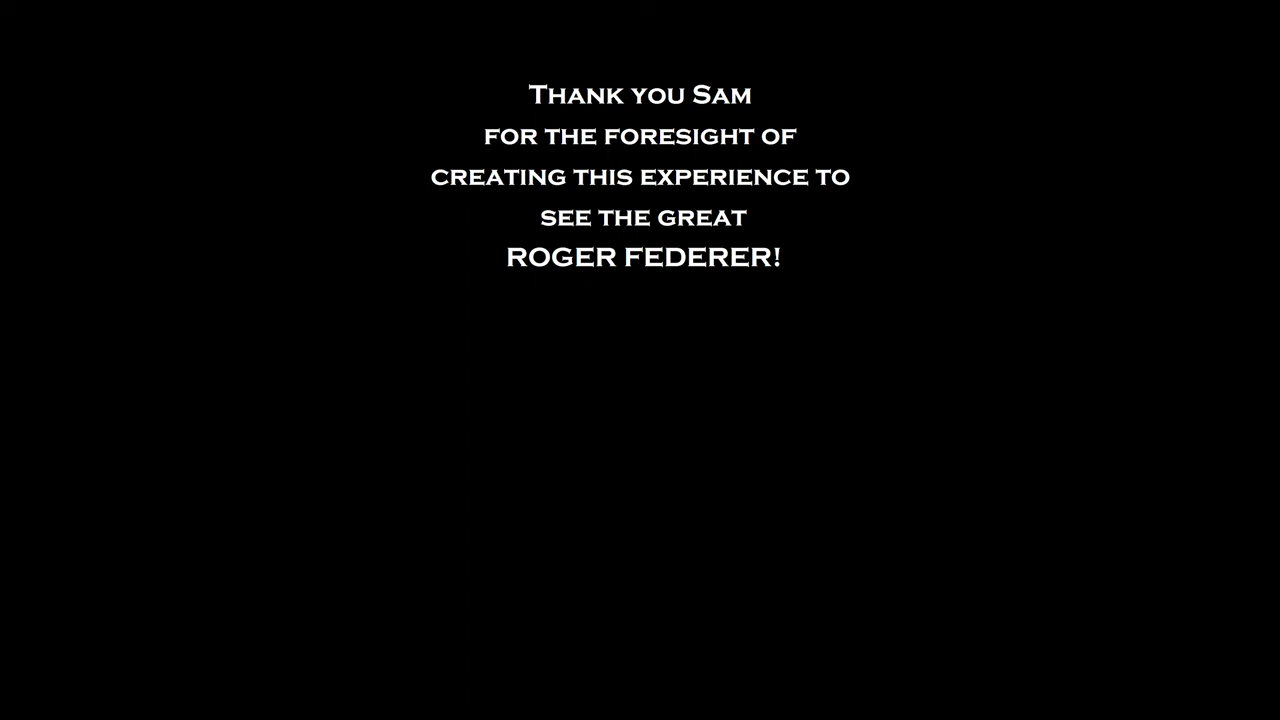 Thank you Sam
for the foresight of
creating this experience to
see the great
ROGER FEDERER!